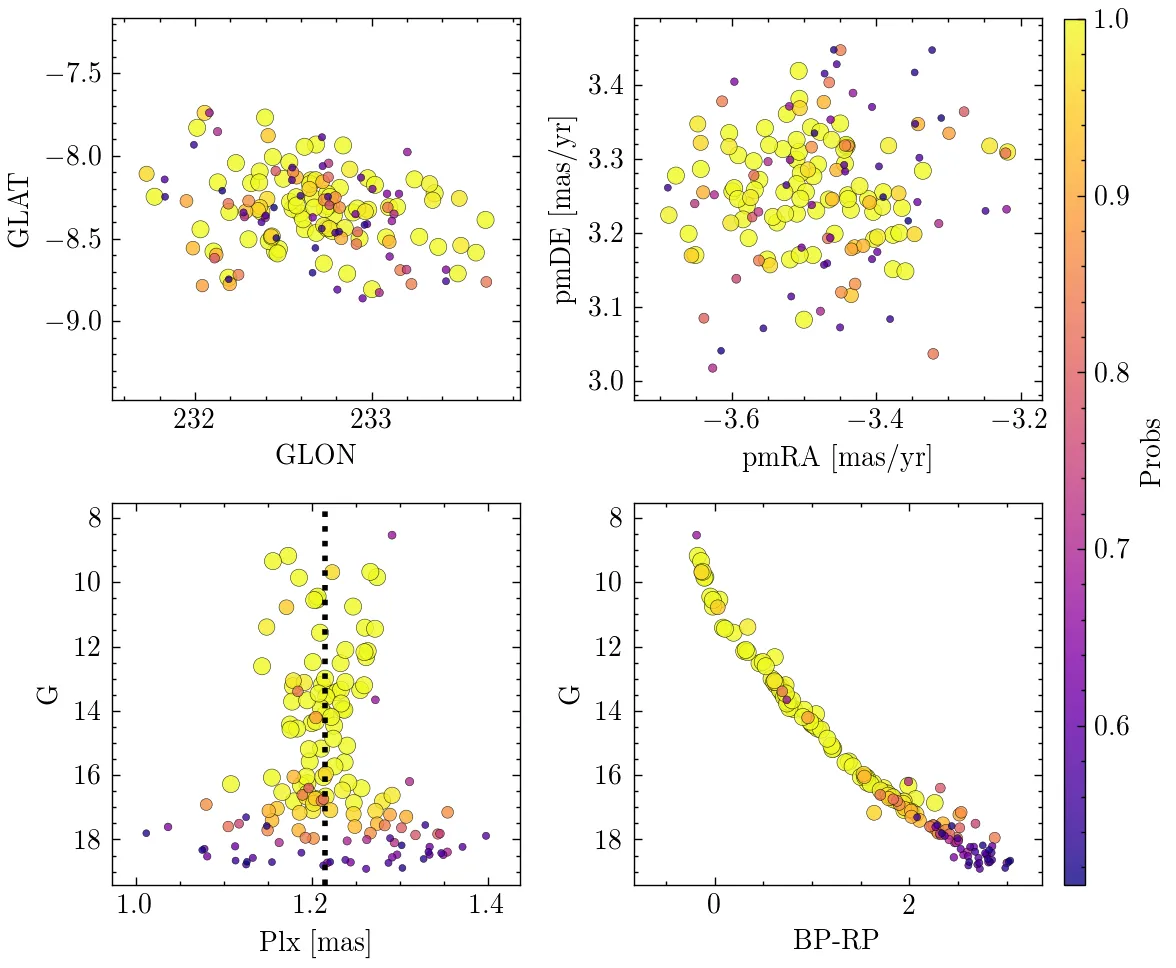 −7.5
−8.0
−8.5
−9.0
GLAT
232 233
GLON
3.4
3.3
3.2
3.1
3.0
pmDE [mas/yr]
−3.6 −3.4 −3.2
pmRA [mas/yr]
1.0
0.9
0.8
0.7
0.6
Probs
8
10
12
14
16
18
G
1.0 1.2 1.4
Plx [mas]
8
10
12
14
16
18
G
0 2
BP-RP